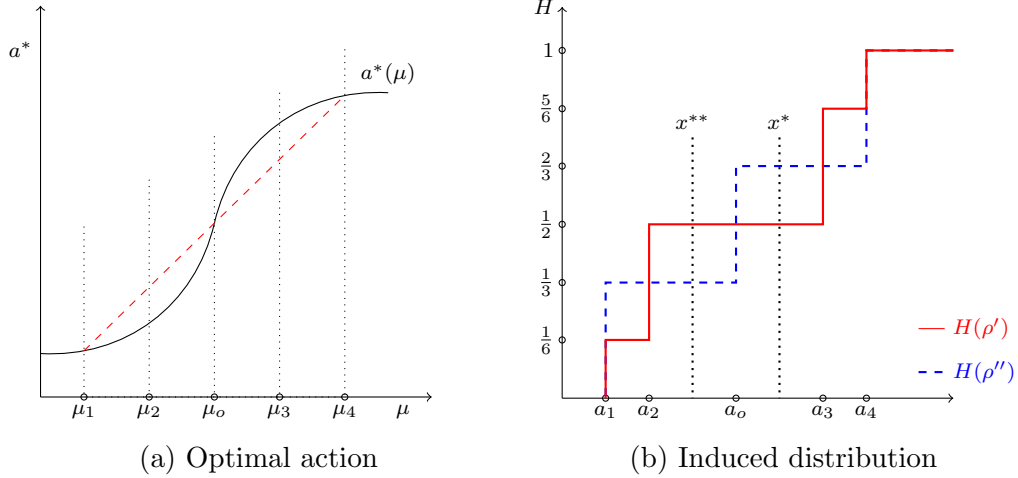 a*
a*(μ)
μ₁ μ₂ μₒ μ₃ μ₄ μ
(a) Optimal action
H
1
5/6
2/3
1/2
1/3
1/6
x** x*
H(ρ′)
H(ρ″)
a₁ a₂ aₒ a₃ a₄
(b) Induced distribution